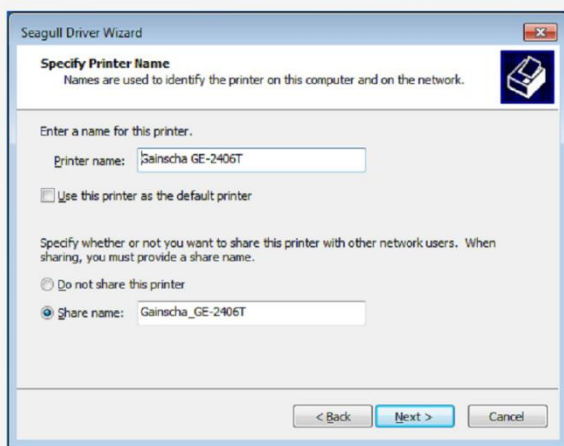 Seagull Driver Wizard
Specify Printer Name
Names are used to identify the printer on this computer and on the network.
Enter a name for this printer.
Printer name: Gainscha GE-2406T
Use this printer as the default printer
Specify whether or not you want to share this printer with other network users. When
sharing, you must provide a share name.
Do not share this printer
Share name: Gainscha_GE-2406T
< Back Next > Cancel